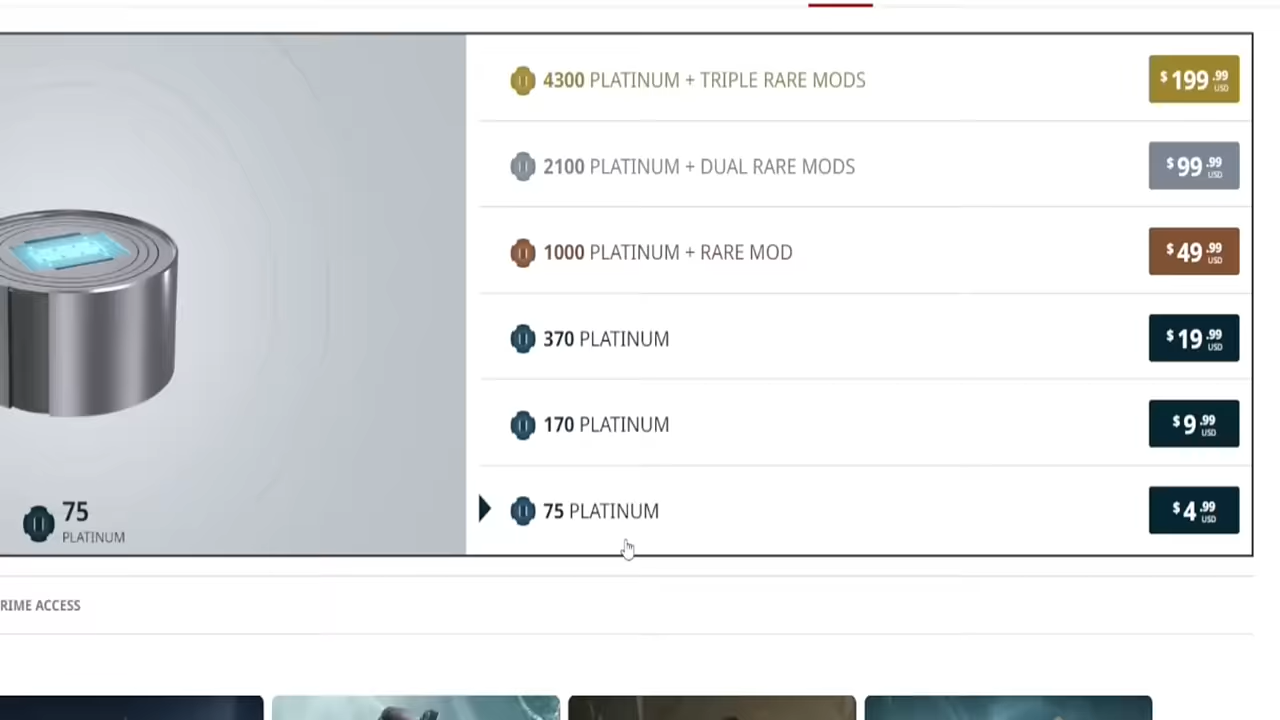 4300 PLATINUM + TRIPLE RARE MODS
$199.99 USD
2100 PLATINUM + DUAL RARE MODS
$99.99 USD
1000 PLATINUM + RARE MOD
$49.99 USD
370 PLATINUM
$19.99 USD
170 PLATINUM
$9.99 USD
75 PLATINUM
$4.99 USD
75
PLATINUM
RIME ACCESS